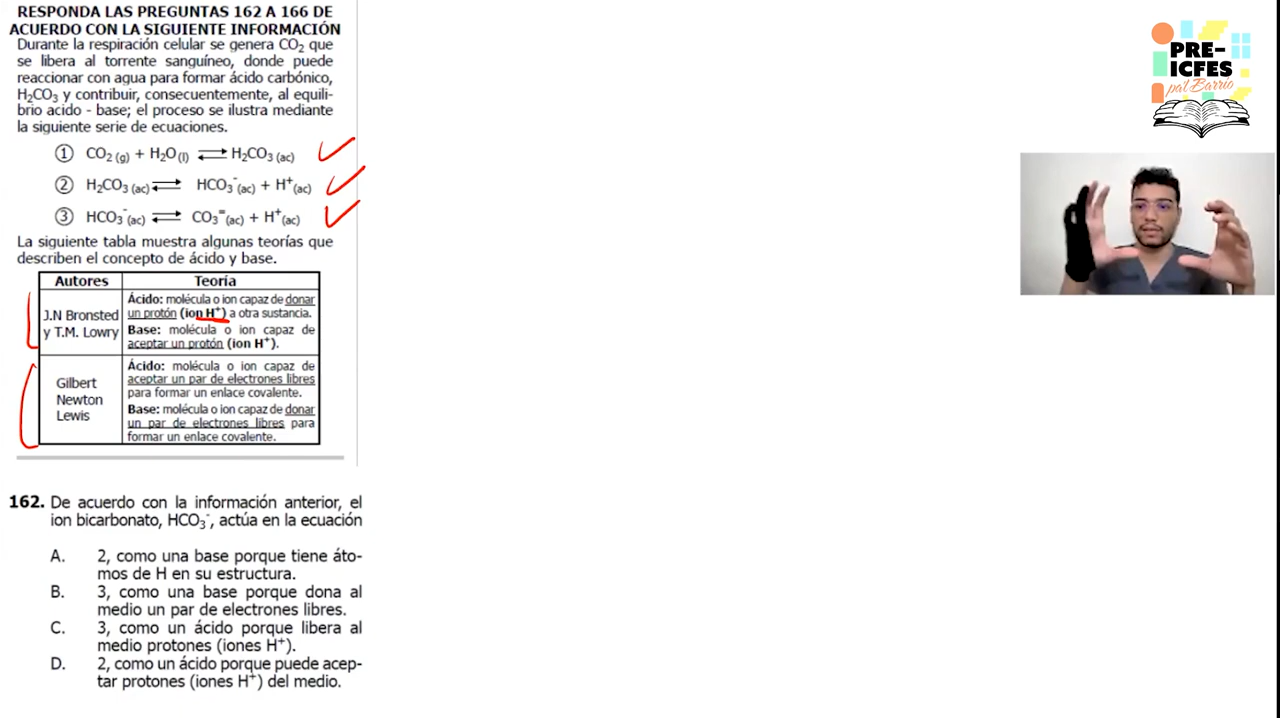 RESPONDA LAS PREGUNTAS 162 A 166 DE
ACUERDO CON LA SIGUIENTE INFORMACIÓN
Durante la respiración celular se genera CO₂ que
se libera al torrente sanguíneo, donde puede
reaccionar con agua para formar ácido carbónico,
H₂CO₃ y contribuir, consecuentemente, al equili-
brio acido - base; el proceso se ilustra mediante
la siguiente serie de ecuaciones.
① CO₂ (g) + H₂O (l) ⇌ H₂CO₃ (ac)
② H₂CO₃ (ac) ⇌ HCO₃⁻(ac) + H⁺(ac)
③ HCO₃⁻(ac) ⇌ CO₃⁼(ac) + H⁺(ac)
La siguiente tabla muestra algunas teorías que
describen el concepto de ácido y base.
Autores Teoría
J.N Bronsted
y T.M. Lowry
Ácido: molécula o ion capaz de donar
un protón (ion H⁺) a otra sustancia.
Base: molécula o ion capaz de
aceptar un protón (ion H⁺).
Gilbert
Newton
Lewis
Ácido: molécula o ion capaz de
aceptar un par de electrones libres
para formar un enlace covalente.
Base: molécula o ion capaz de donar
un par de electrones libres para
formar un enlace covalente.
162. De acuerdo con la información anterior, el
ion bicarbonato, HCO₃⁻, actúa en la ecuación
A. 2, como una base porque tiene áto-
mos de H en su estructura.
B. 3, como una base porque dona al
medio un par de electrones libres.
C. 3, como un ácido porque libera al
medio protones (iones H⁺).
D. 2, como un ácido porque puede acep-
tar protones (iones H⁺) del medio.
PRE-
ICFES
pa'l Barrio